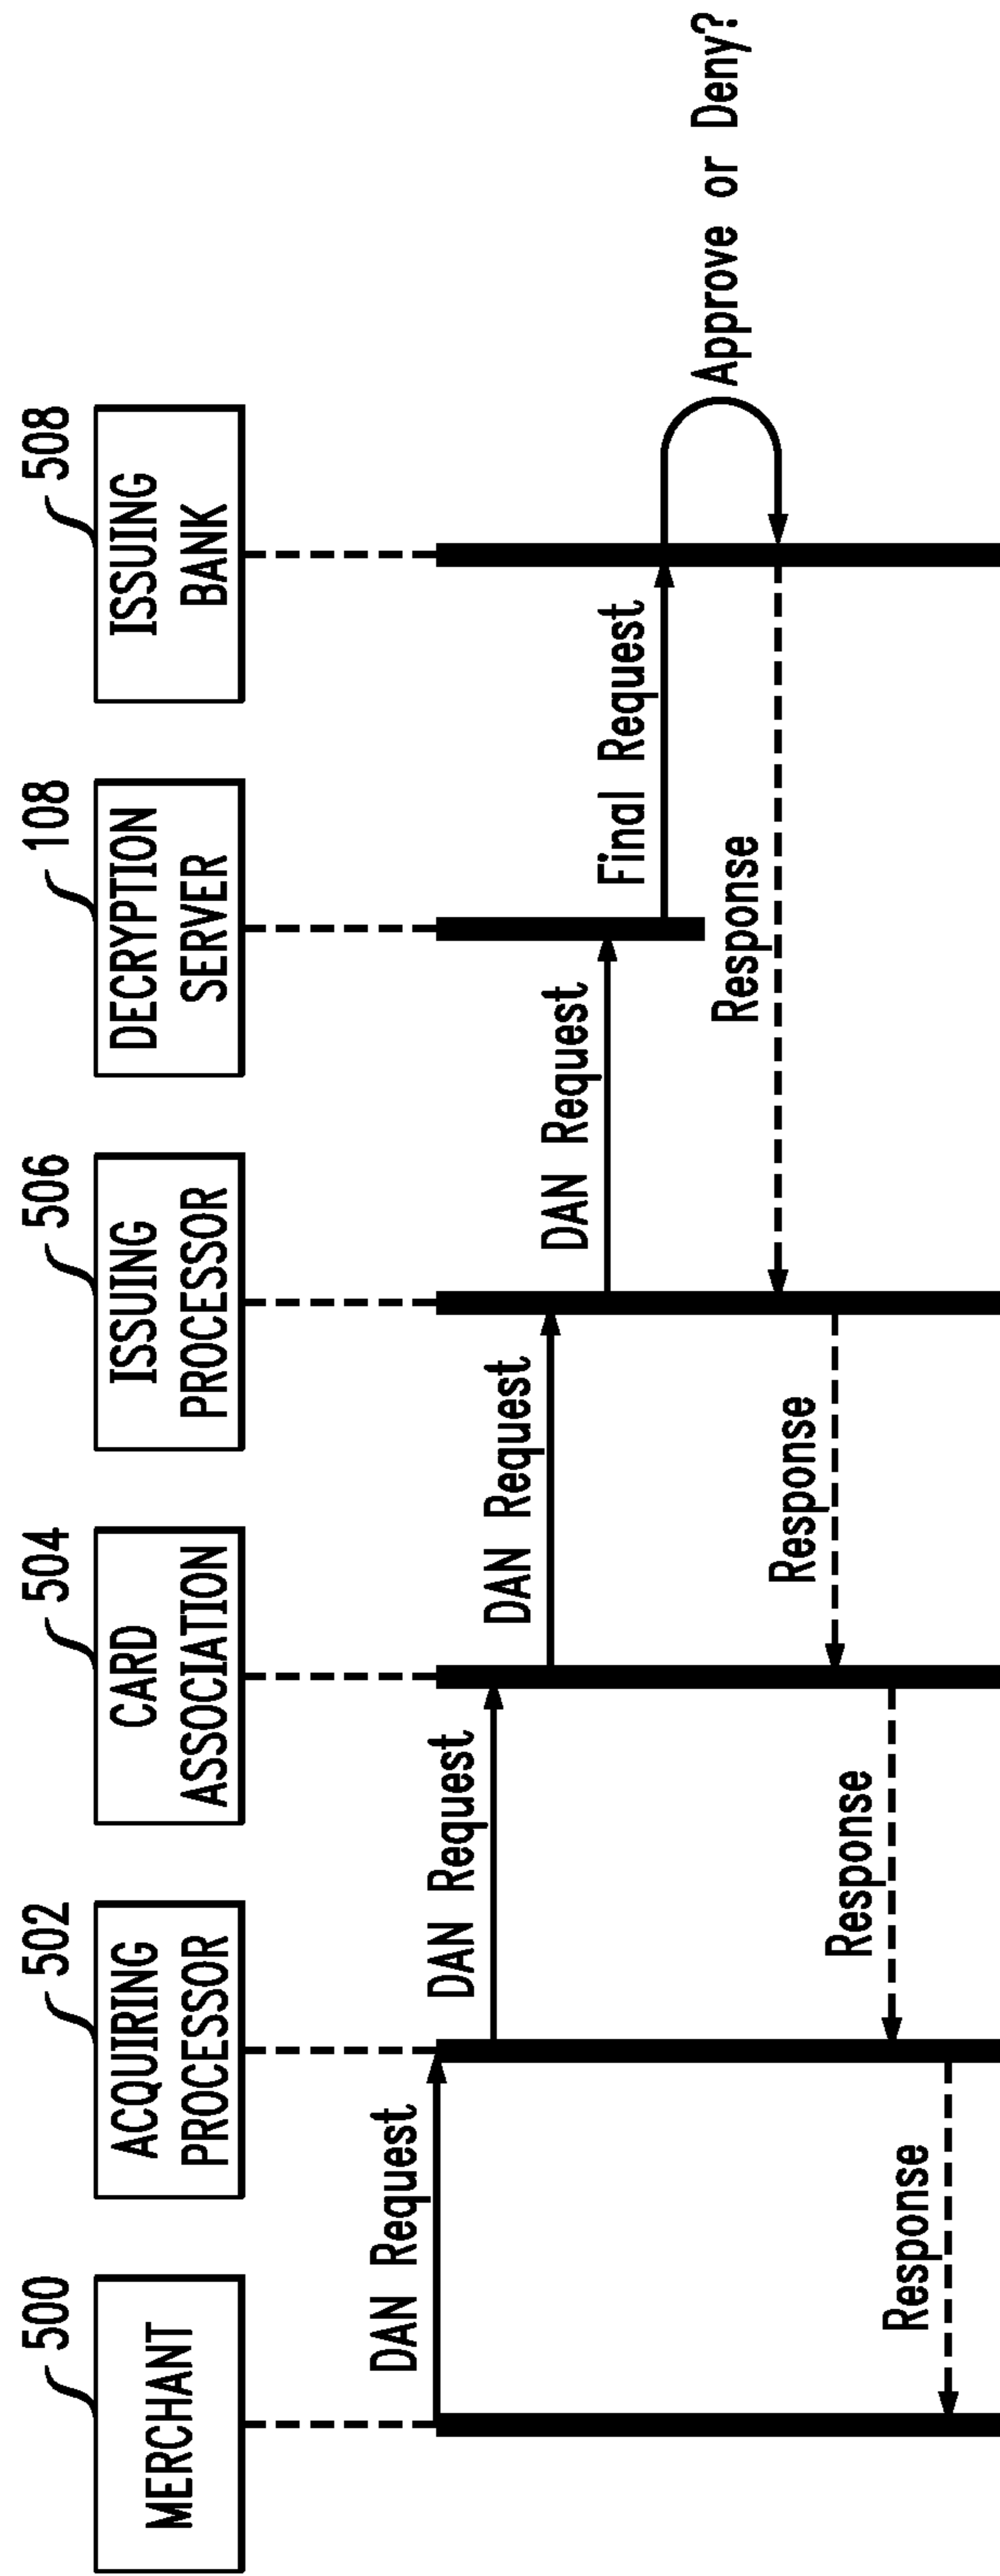 500
502
504
506
108
508
MERCHANT
ACQUIRING
PROCESSOR
CARD
ASSOCIATION
ISSUING
PROCESSOR
DECRYPTION
SERVER
ISSUING
BANK
DAN Request
DAN Request
DAN Request
DAN Request
Final Request
Approve or Deny?
Response
Response
Response
Response